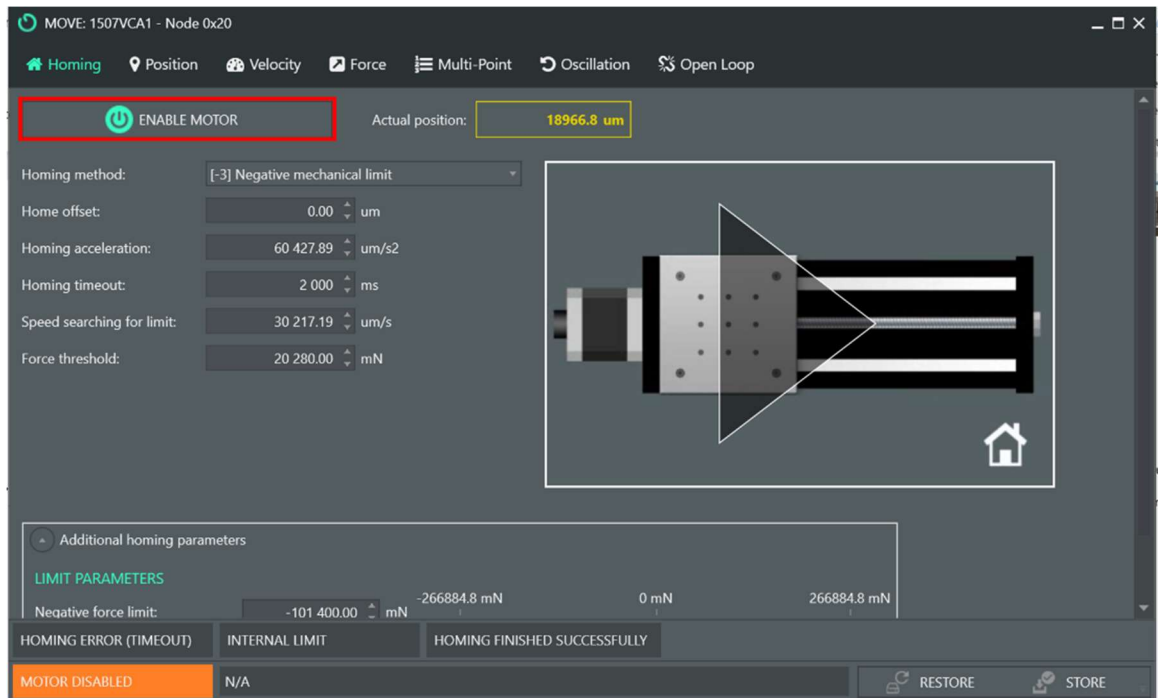 MOVE: 1507VCA1 - Node 0x20
Homing Position Velocity Force Multi-Point Oscillation Open Loop
ENABLE MOTOR Actual position: 18966.8 um
Homing method: [-3] Negative mechanical limit
Home offset: 0.00 um
Homing acceleration: 60 427.89 um/s2
Homing timeout: 2 000 ms
Speed searching for limit: 30 217.19 um/s
Force threshold: 20 280.00 mN
Additional homing parameters
LIMIT PARAMETERS
-266884.8 mN 0 mN 266884.8 mN
Negative force limit: -101 400.00 mN
HOMING ERROR (TIMEOUT) INTERNAL LIMIT HOMING FINISHED SUCCESSFULLY
MOTOR DISABLED N/A RESTORE STORE